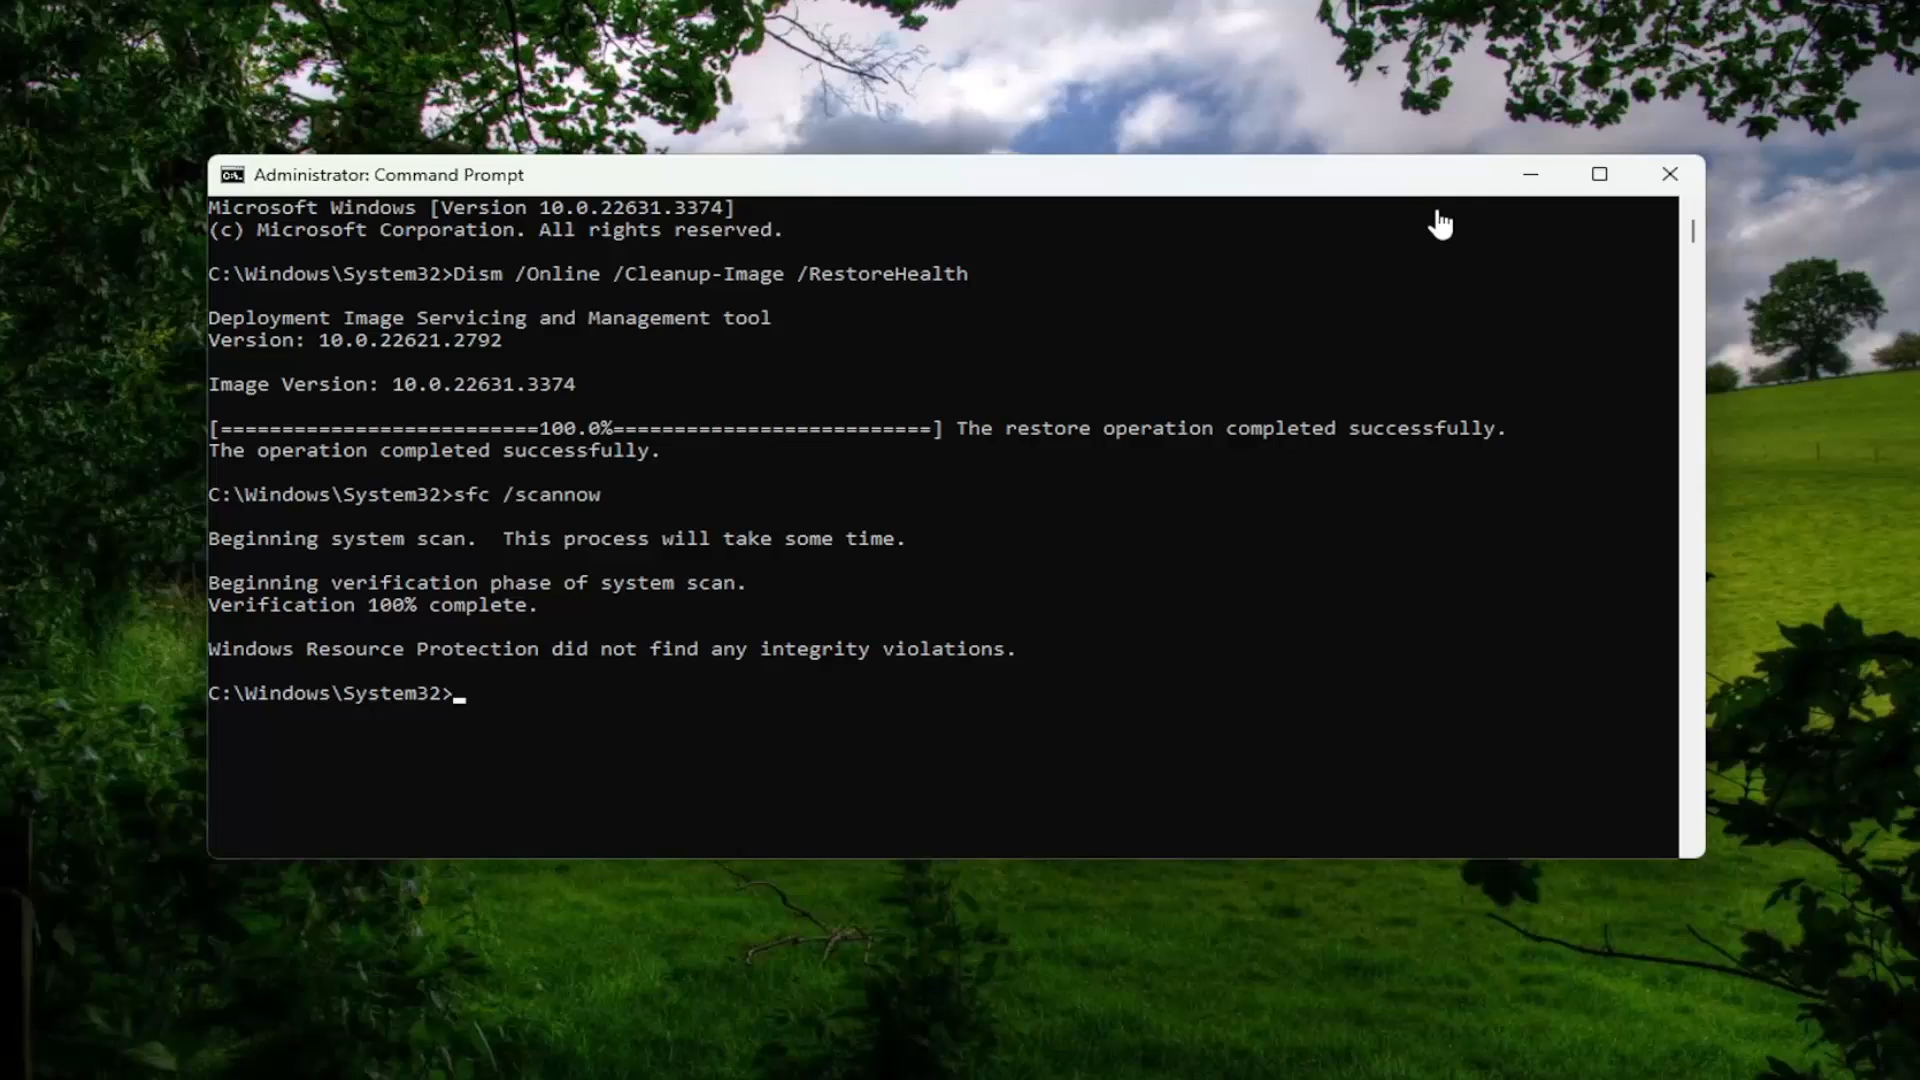 Administrator: Command Prompt
Microsoft Windows [Version 10.0.22631.3374]
(c) Microsoft Corporation. All rights reserved.
C:\Windows\System32>Dism /Online /Cleanup-Image /RestoreHealth
Deployment Image Servicing and Management tool
Version: 10.0.22621.2792
Image Version: 10.0.22631.3374
[==========================100.0%==========================] The restore operation completed successfully.
The operation completed successfully.
C:\Windows\System32>sfc /scannow
Beginning system scan.  This process will take some time.
Beginning verification phase of system scan.
Verification 100% complete.
Windows Resource Protection did not find any integrity violations.
C:\Windows\System32>